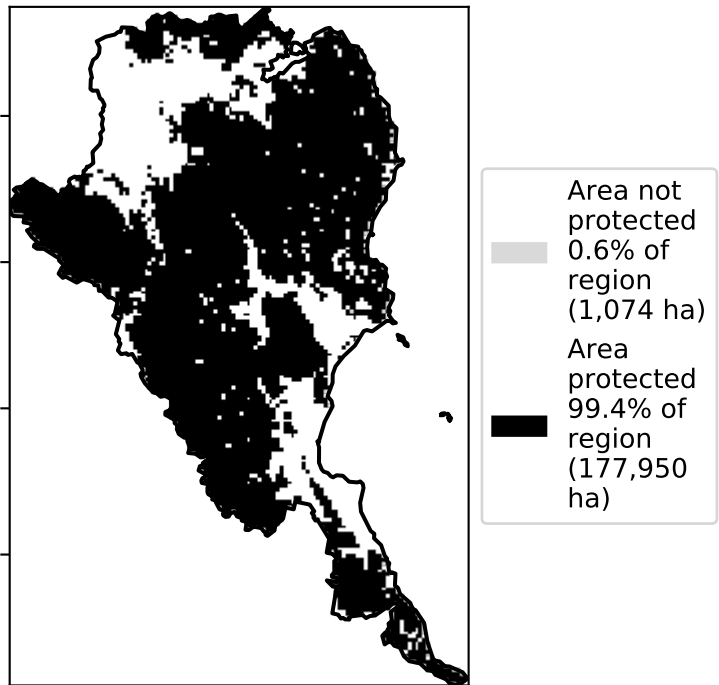 Area not
protected
0.6% of
region
(1,074 ha)
Area
protected
99.4% of
region
(177,950
ha)